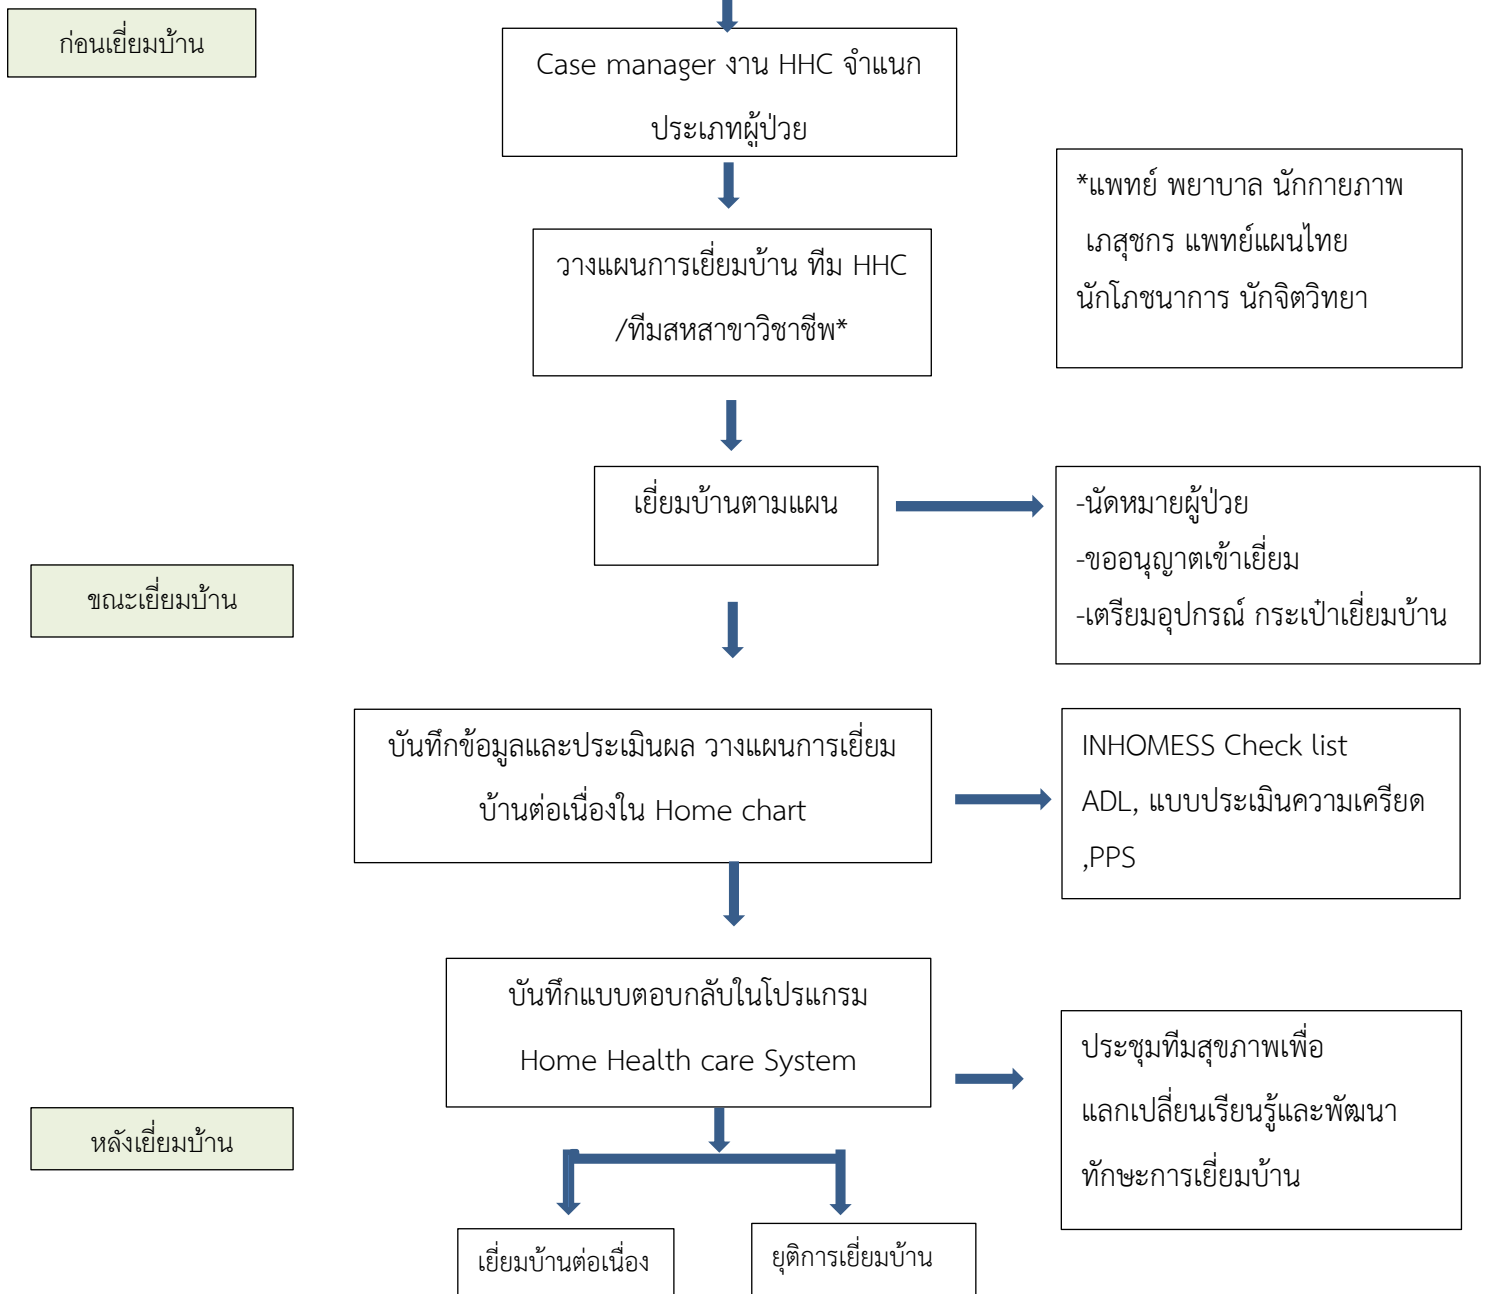 ก่อนเยี่ยมบ้าน
Case manager งาน HHC จำแนก
ประเภทผู้ป่วย
*แพทย์ พยาบาล นักกายภาพ
เภสุชกร แพทย์แผนไทย
นักโภชนาการ นักจิตวิทยา
วางแผนการเยี่ยมบ้าน ทีม HHC
/ทีมสหสาขาวิชาชีพ*
เยี่ยมบ้านตามแผน
-นัดหมายผู้ป่วย
-ขออนุญาตเข้าเยี่ยม
-เตรียมอุปกรณ์ กระเป๋าเยี่ยมบ้าน
ขณะเยี่ยมบ้าน
บันทึกข้อมูลและประเมินผล วางแผนการเยี่ยม
บ้านต่อเนื่องใน Home chart
INHOMESS Check list
ADL, แบบประเมินความเครียด
,PPS
บันทึกแบบตอบกลับในโปรแกรม
Home Health care System
ประชุมทีมสุขภาพเพื่อ
แลกเปลี่ยนเรียนรู้และพัฒนา
ทักษะการเยี่ยมบ้าน
หลังเยี่ยมบ้าน
เยี่ยมบ้านต่อเนื่อง
ยุติการเยี่ยมบ้าน